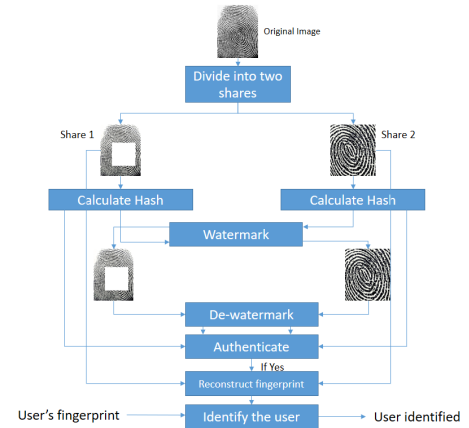 Original Image
Divide into two
shares
Share 1
Share 2
Calculate Hash
Calculate Hash
Watermark
De-watermark
Authenticate
If Yes
Reconstruct fingerprint
User's fingerprint
Identify the user
User identified